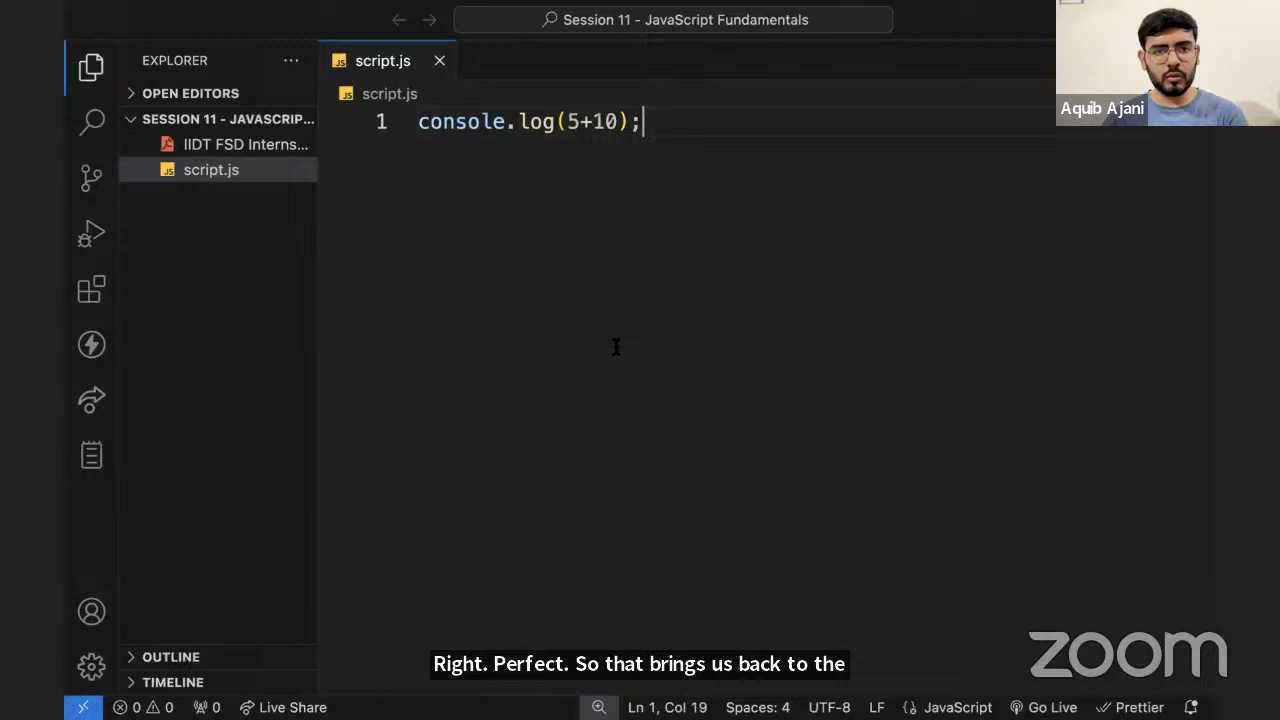 Session 11 - JavaScript Fundamentals
EXPLORER
script.js
Aquib Ajani
OPEN EDITORS
script.js
SESSION 11 - JAVASCRIP...
1 console.log(5+10);
IIDT FSD Interns...
script.js
OUTLINE
TIMELINE
Right. Perfect. So that brings us back to the
zoom
0 0 0 Live Share Ln 1, Col 19 Spaces: 4 UTF-8 LF JavaScript Go Live Prettier